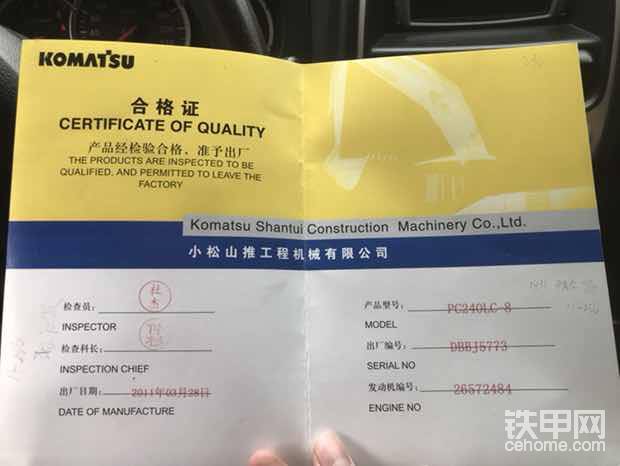 KOMATSU
合格证
CERTIFICATE OF QUALITY
产品经检验合格、准予出厂
THE PRODUCTS ARE INSPECTED TO BE
QUALIFIED, AND PERMITTED TO LEAVE THE
FACTORY
Komatsu Shantui Construction Machinery Co.,Ltd.
小松山推工程机械有限公司
检查员:
INSPECTOR
检查科长:
INSPECTION CHIEF
出厂日期: 2011年03月28日
DATE OF MANUFACTURE
产品型号: PC240LC-8
MODEL
出厂编号: DBBJ5773
SERIAL NO
发动机编号: 26572484
ENGINE NO
铁甲网
cehome.com